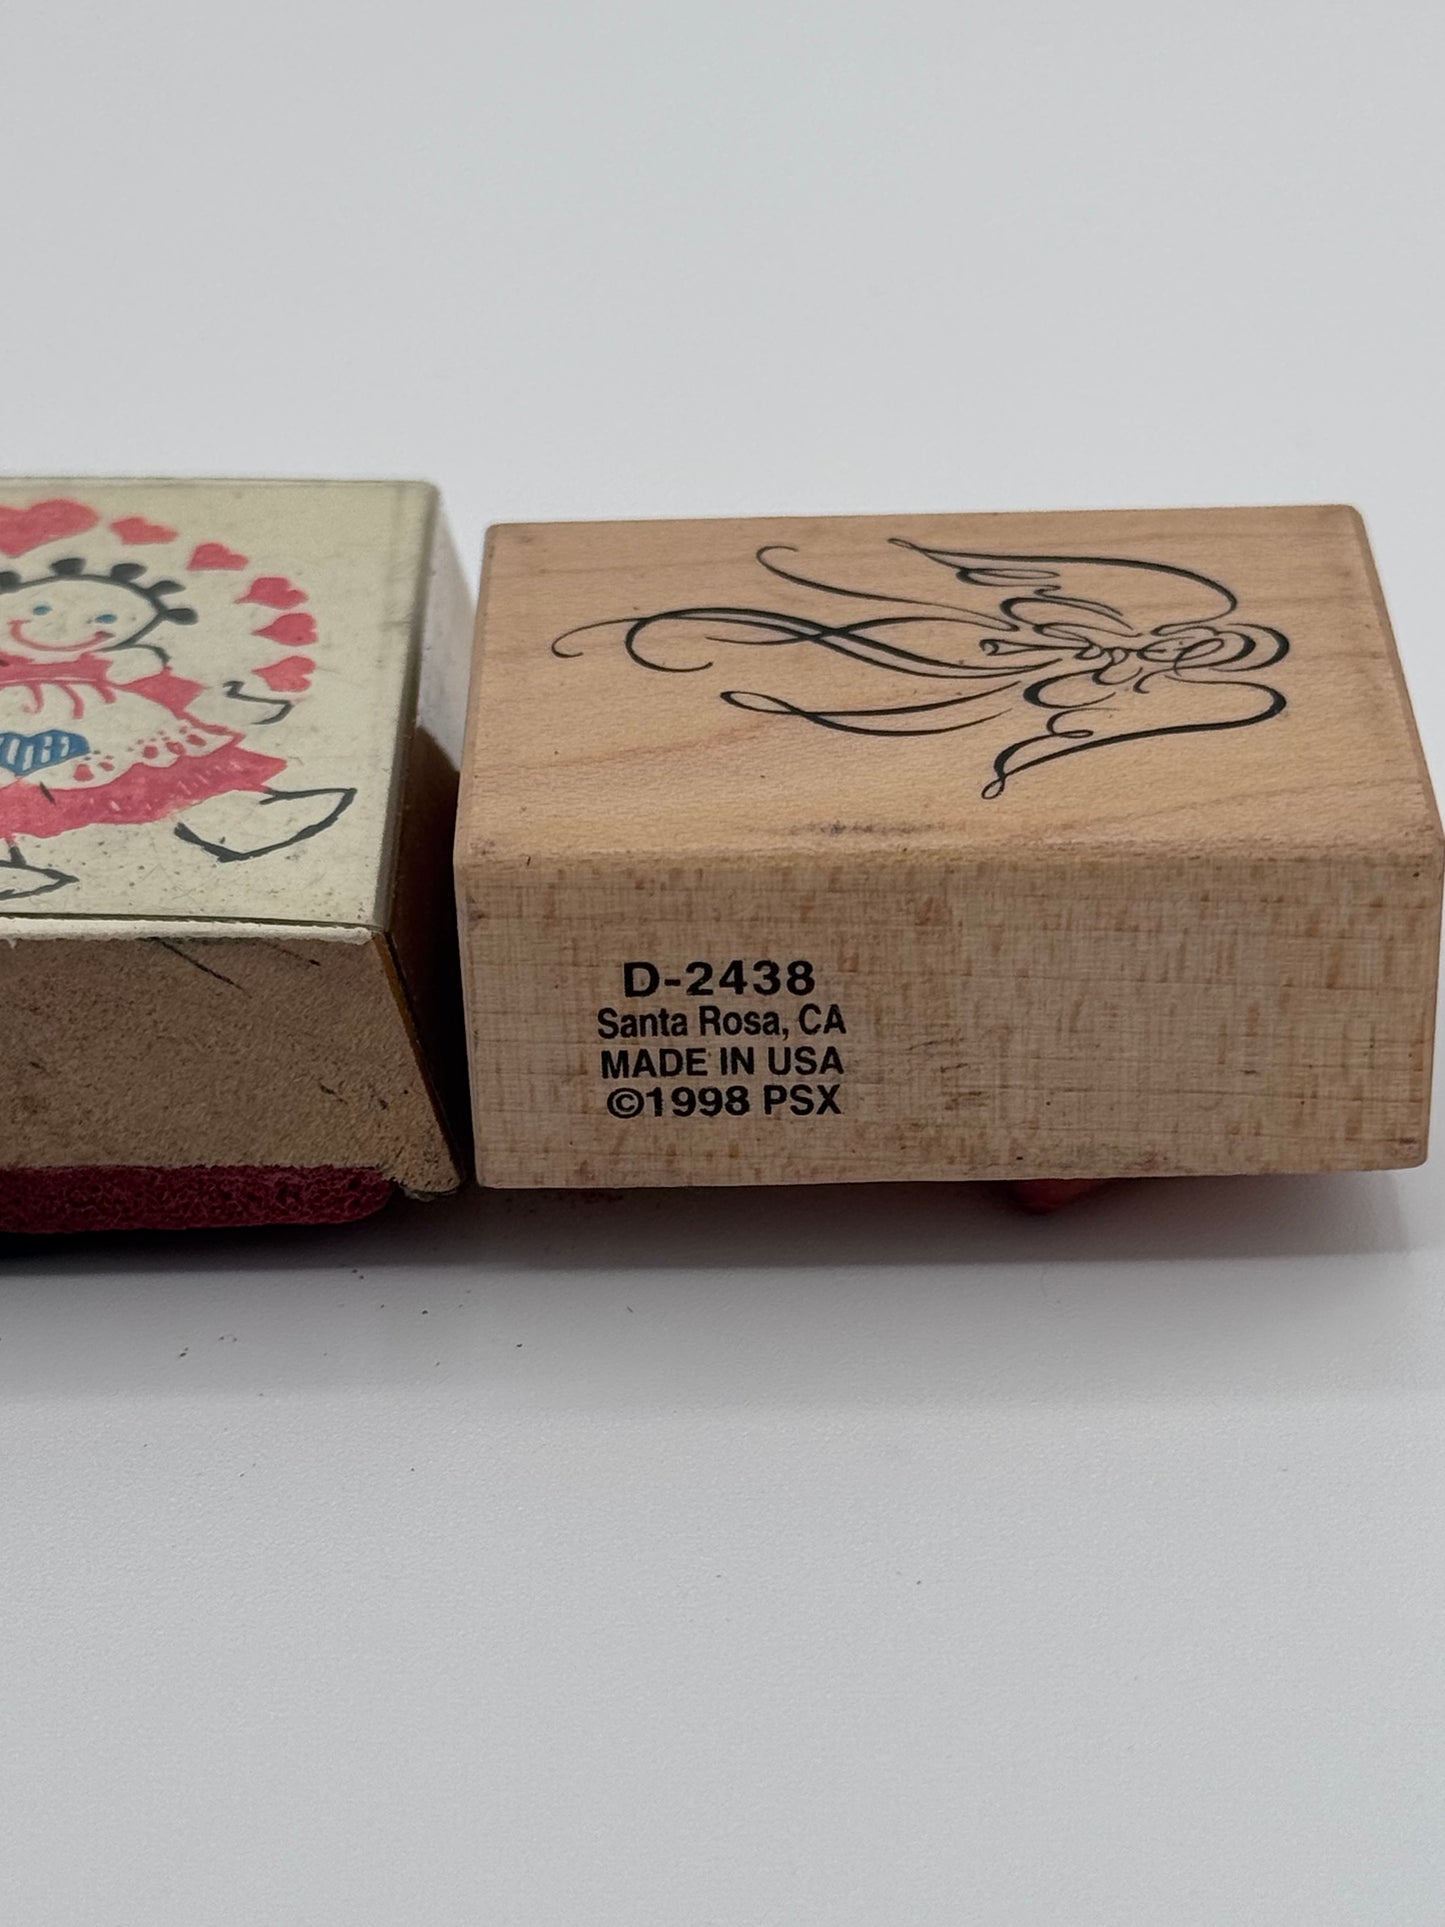 D-2438
Santa Rosa, CA
MADE IN USA
©1998 PSX